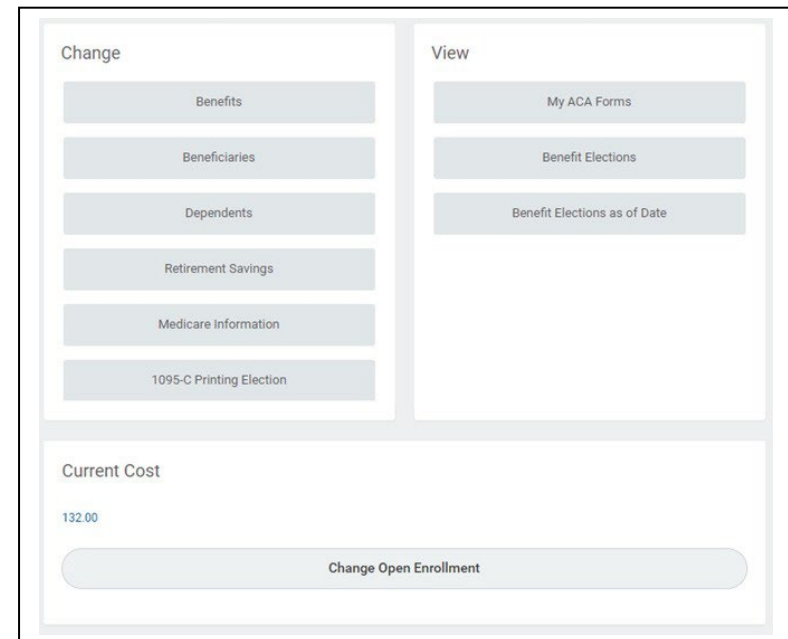 Change
Benefits
Beneficiaries
Dependents
Retirement Savings
Medicare Information
1095-C Printing Election
View
My ACA Forms
Benefit Elections
Benefit Elections as of Date
Current Cost
132.00
Change Open Enrollment